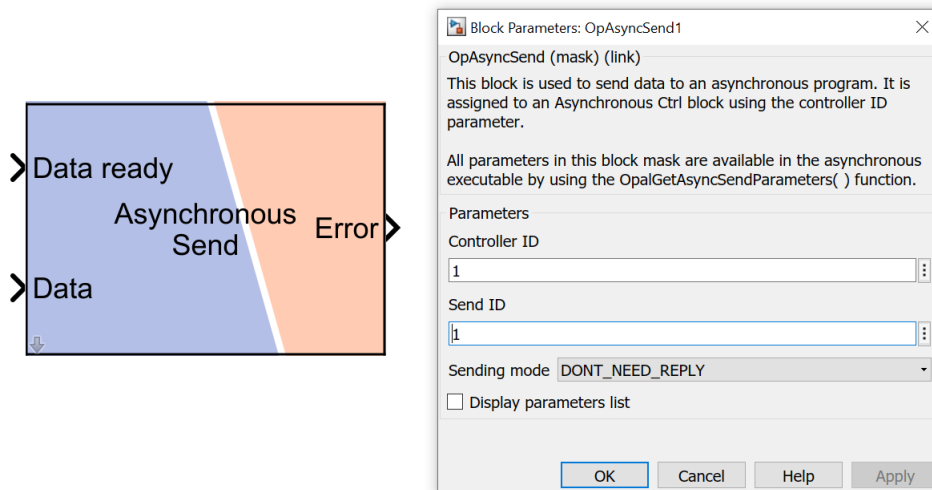 Data ready
Asynchronous
Send
Error
Data
Block Parameters: OpAsyncSend1
OpAsyncSend (mask) (link)
This block is used to send data to an asynchronous program. It is
assigned to an Asynchronous Ctrl block using the controller ID
parameter.
All parameters in this block mask are available in the asynchronous
executable by using the OpalGetAsyncSendParameters( ) function.
Parameters
Controller ID
1
Send ID
1
Sending mode DONT_NEED_REPLY
Display parameters list
OK Cancel Help Apply